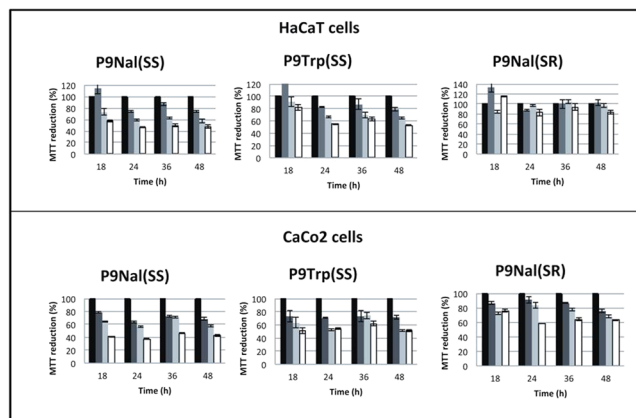 HaCaT cells
P9Nal(SS)
P9Trp(SS)
P9Nal(SR)
MTT reduction (%)
120
100
80
60
40
20
0
18 24 36 48
Time (h)
MTT reduction (%)
120
100
80
60
40
20
0
18 24 36 48
Time (h)
MTT reduction (%)
140
120
100
80
60
40
20
0
18 24 36 48
Time (h)
CaCo2 cells
P9Nal(SS)
P9Trp(SS)
P9Nal(SR)
MTT reduction (%)
100
80
60
40
20
0
18 24 36 48
Time (h)
MTT reduction (%)
100
80
60
40
20
0
18 24 36 48
Time (h)
MTT reduction (%)
100
80
60
40
20
0
18 24 36 48
Time (h)